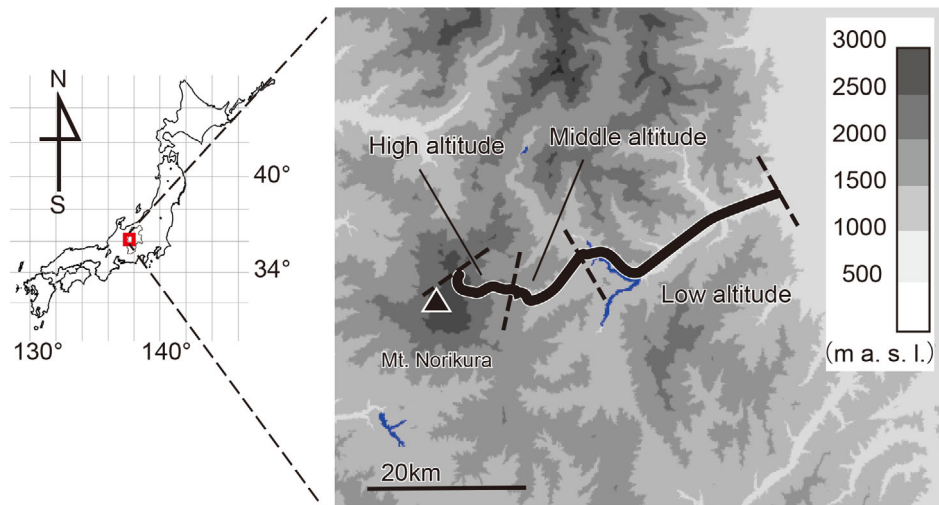 N
S
40°
34°
130°
140°
High altitude
Middle altitude
Low altitude
Mt. Norikura
20km
3000
2500
2000
1500
1000
500
(m a. s. l.)